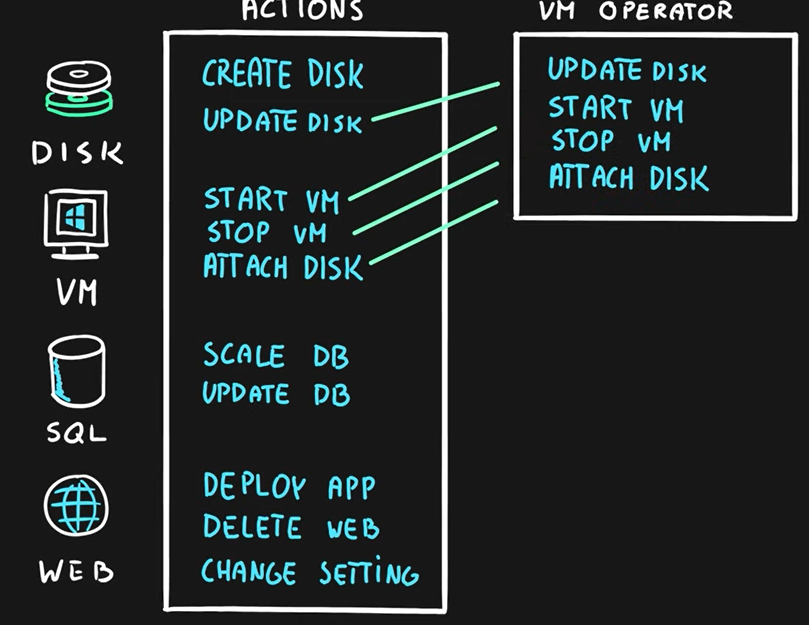 ACTIONS
VM OPERATOR
DISK
CREATE DISK
UPDATE DISK
VM
START VM
STOP VM
ATTACH DISK
SQL
SCALE DB
UPDATE DB
WEB
DEPLOY APP
DELETE WEB
CHANGE SETTING
UPDATE DISK
START VM
STOP VM
ATTACH DISK